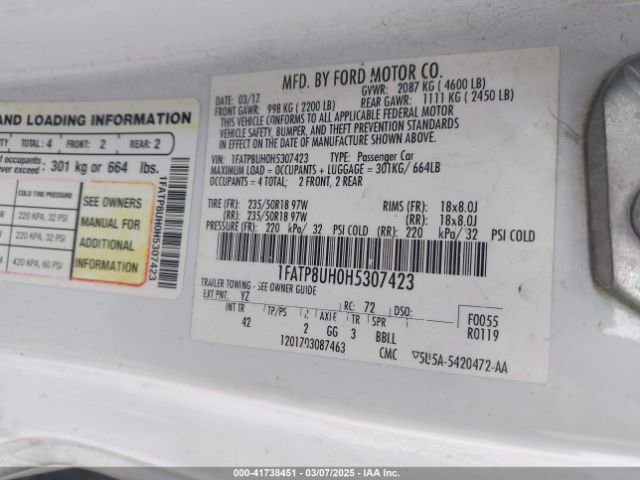 AND LOADING INFORMATION
TOTAL: 4 FRONT: 2 REAR: 2
occupants
exceed: 301 kg or 664 lbs.
COLD TIRE PRESSURE
220 KPA, 32 PSI
220 KPA, 32 PSI
420 KPA, 60 PSI
SEE OWNERS
MANUAL FOR
ADDITIONAL
INFORMATION
1FATP8UH0H5307423
MFD. BY FORD MOTOR CO.
DATE: 03/17 GVWR: 2087 KG (4600 LB)
FRONT GAWR: 998 KG (2200 LB) REAR GAWR: 1111 KG (2450 LB)
THIS VEHICLE CONFORMS TO ALL APPLICABLE FEDERAL MOTOR
VEHICLE SAFETY, BUMPER, AND THEFT PREVENTION STANDARDS
IN EFFECT ON THE DATE OF MANUFACTURE SHOWN ABOVE.
VIN: 1FATP8UH0H5307423 TYPE: Passenger Car
MAXIMUM LOAD = OCCUPANTS + LUGGAGE = 301KG/ 664LB
OCCUPANTS = 4 TOTAL; 2 FRONT, 2 REAR
TIRE (FR): 235/50R18 97W RIMS (FR): 18x8.0J
(RR): 235/50R18 97W (RR): 18x8.0J
PRESSURE (FR): 220 kPa/ 32 PSI COLD (RR): 220 kPa/ 32 PSI COLD
1FATP8UH0H5307423
TRAILER TOWING - SEE OWNER GUIDE
EXT PNT: YZ RC: 72 DSO:
INT TR TP/PS AXLE TR SPR
42 2 GG 3 BBLL
F0055
R0119
1201703087463 CMC 5U5A-5420472-AA
000-41738451 - 03/07/2025 - IAAI.COM